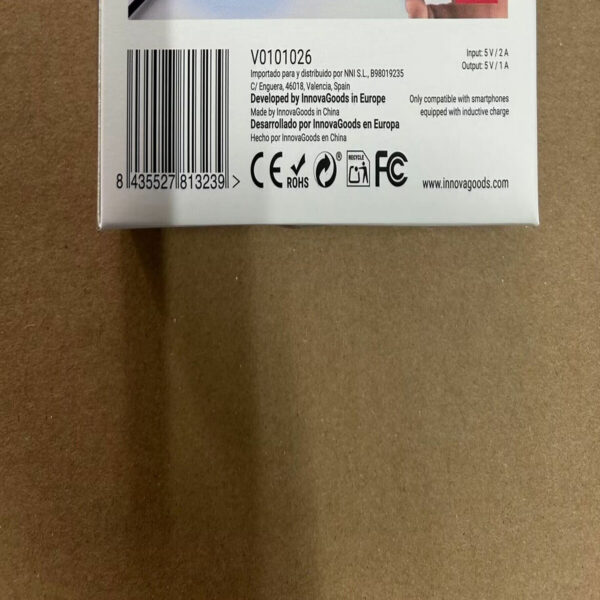 V0101026
Importado para y distribuido por NNI S.L., B98019235
C/ Enguera, 46018, Valencia, Spain
Developed by InnovaGoods in Europe
Made by InnovaGoods in China
Desarrollado por InnovaGoods en Europa
Hecho por InnovaGoods en China
Input: 5 V / 2 A
Output: 5 V / 1 A
Only compatible with smartphones
equipped with inductive charge
8 435527 813239 >
CE ROHS ® RECYCLE FC
www.innovagoods.com